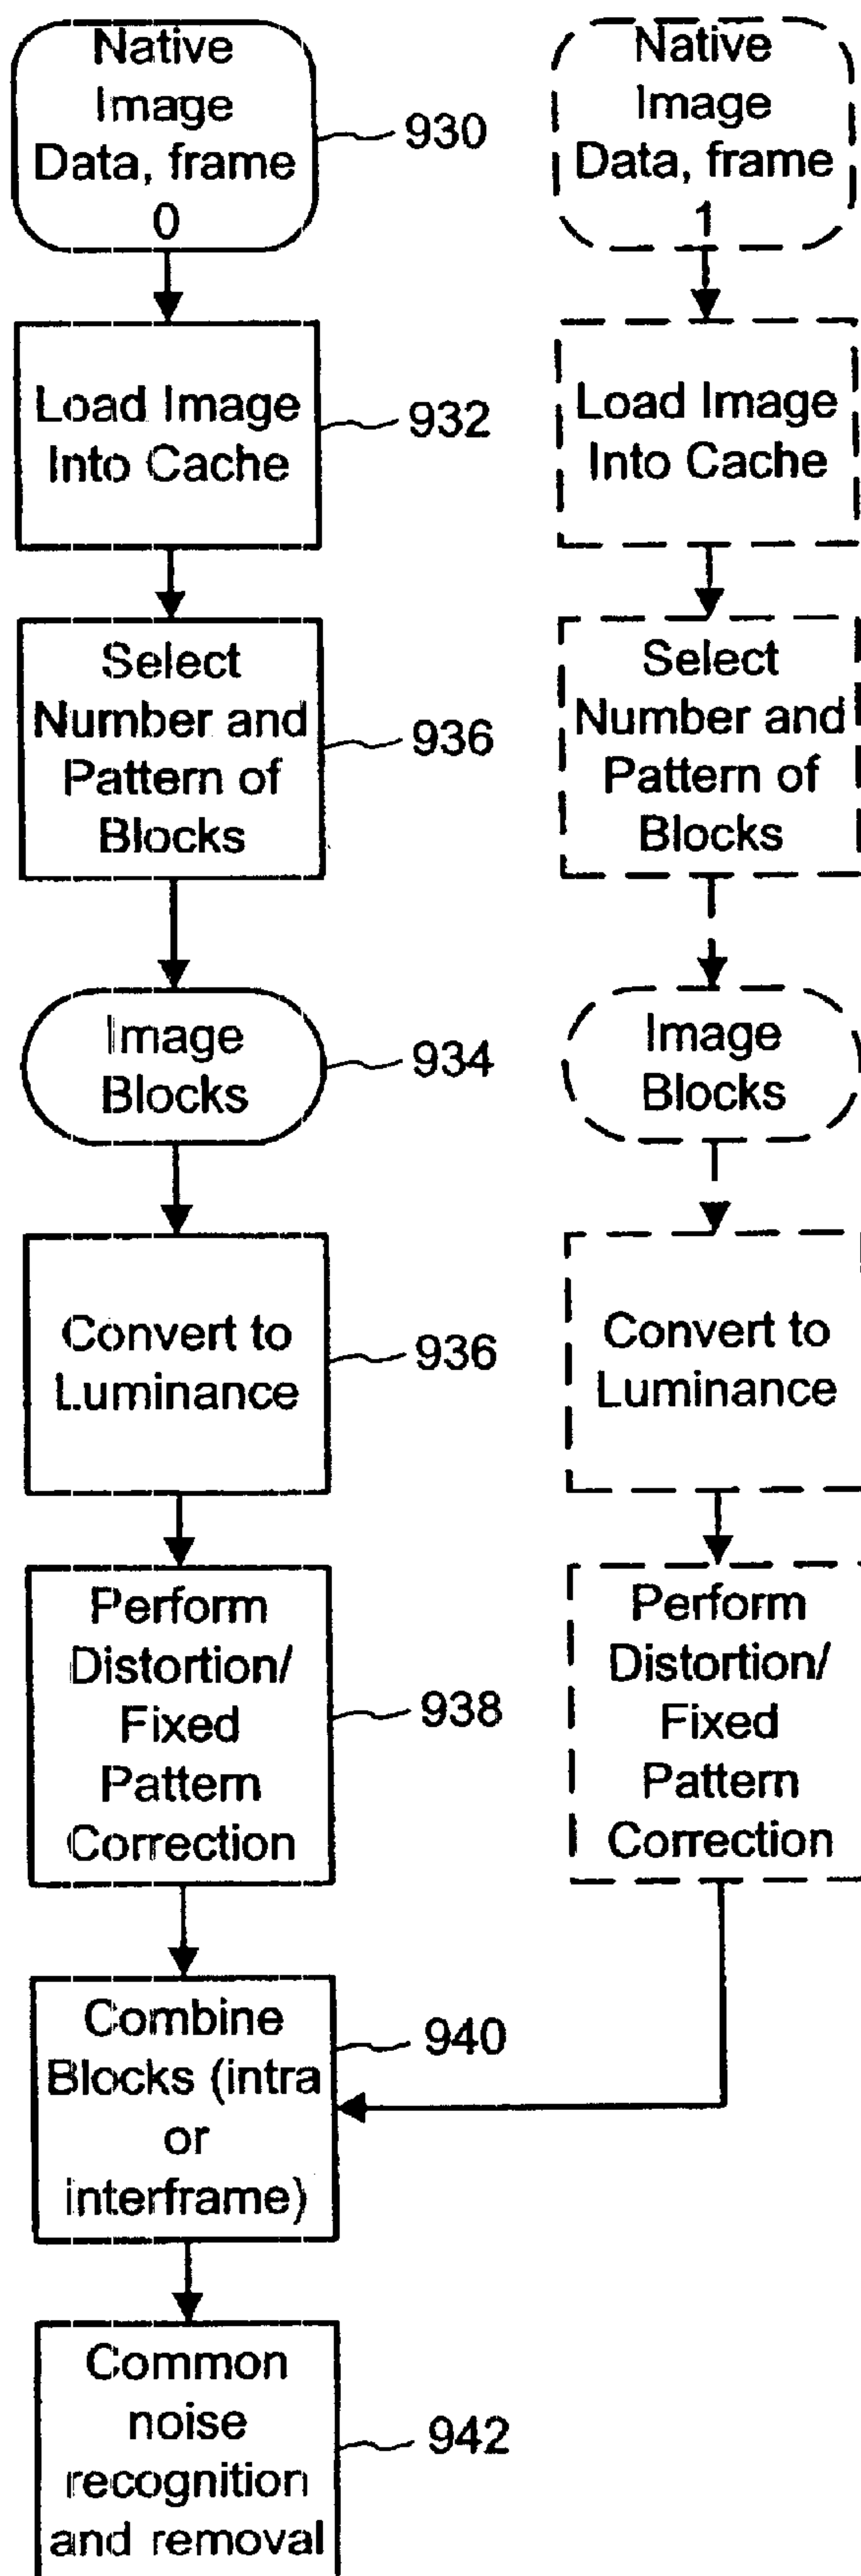 Native
Image
Data, frame
0
930
Load Image
Into Cache
932
Select
Number and
Pattern of
Blocks
936
Image
Blocks
934
Convert to
Luminance
936
Perform
Distortion/
Fixed
Pattern
Correction
938
Combine
Blocks (intra
or
interframe)
940
Common
noise
recognition
and removal
942
Native
Image
Data, frame
1
Load Image
Into Cache
Select
Number and
Pattern of
Blocks
Image
Blocks
Convert to
Luminance
Perform
Distortion/
Fixed
Pattern
Correction